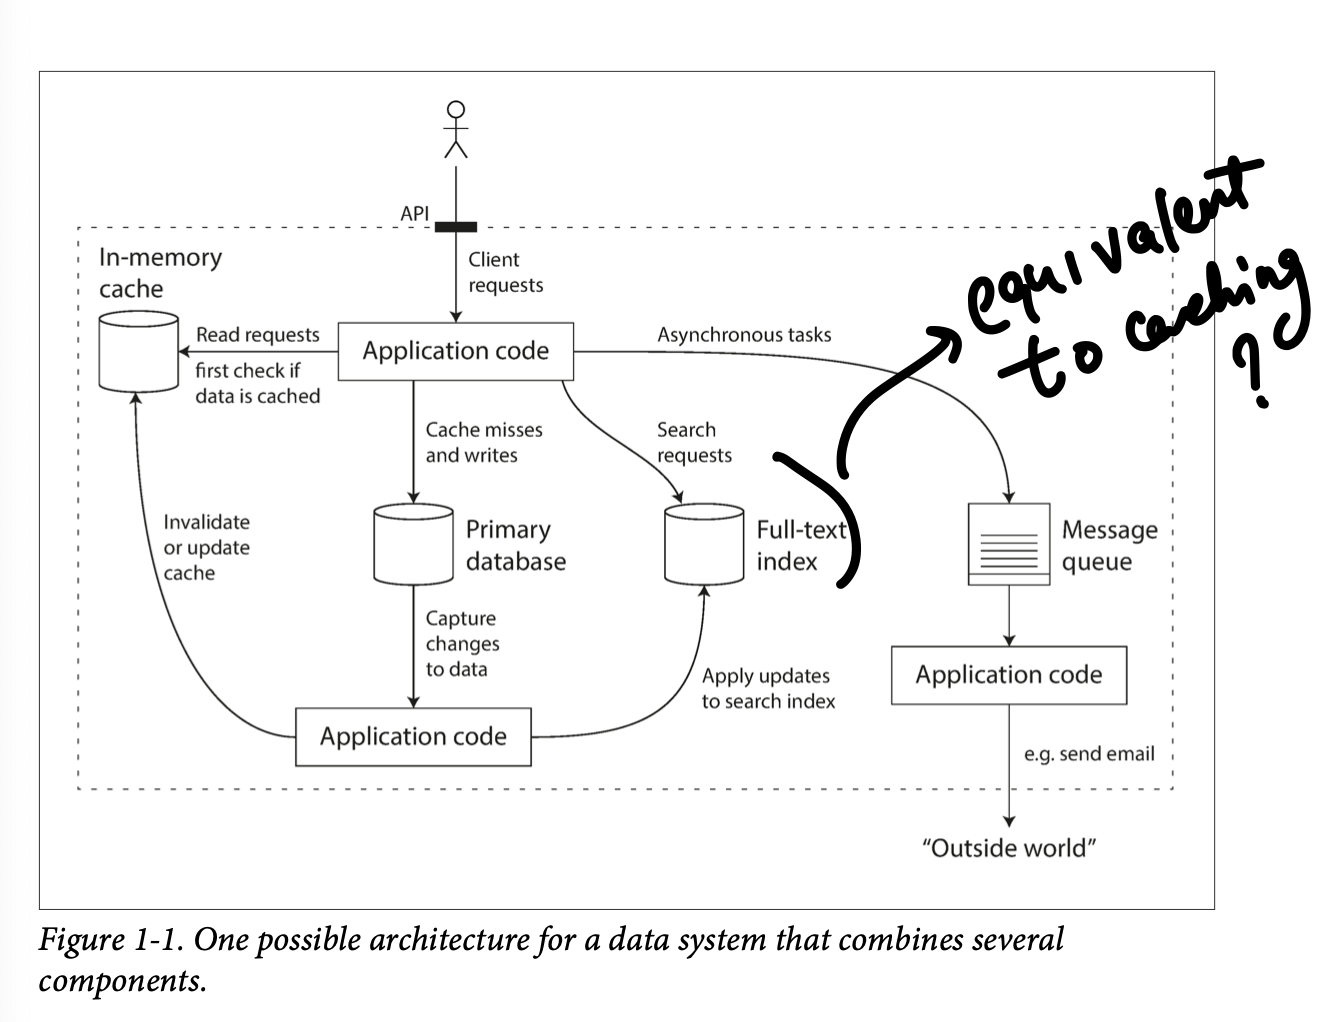 API
Client
requests
In-memory
cache
Read requests
first check if
data is cached
Application code
Asynchronous tasks
equivalent
to caching
?
Cache misses
and writes
Search
requests
Invalidate
or update
cache
Primary
database
Full-text
index
Message
queue
Capture
changes
to data
Apply updates
to search index
Application code
Application code
e.g. send email
“Outside world”
Figure 1-1. One possible architecture for a data system that combines several
components.